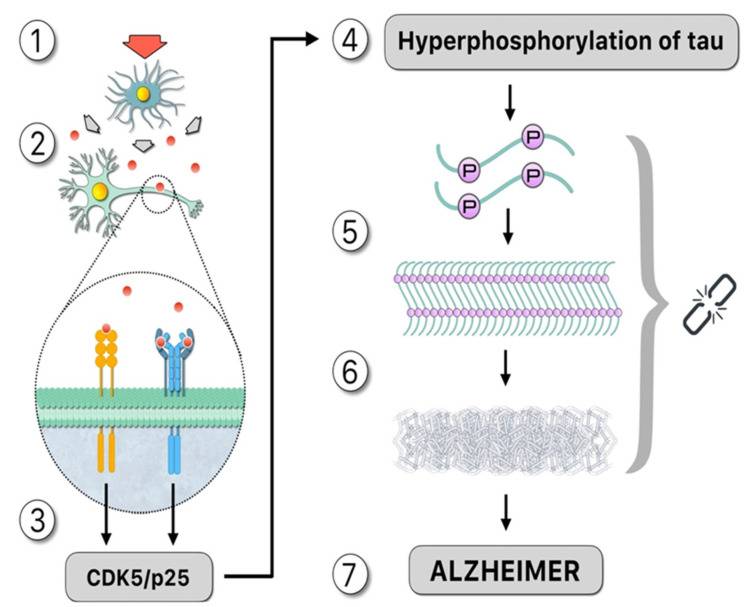 1
2
3
CDK5/p25
4
Hyperphosphorylation of tau
P
P
P
P
5
6
7
ALZHEIMER